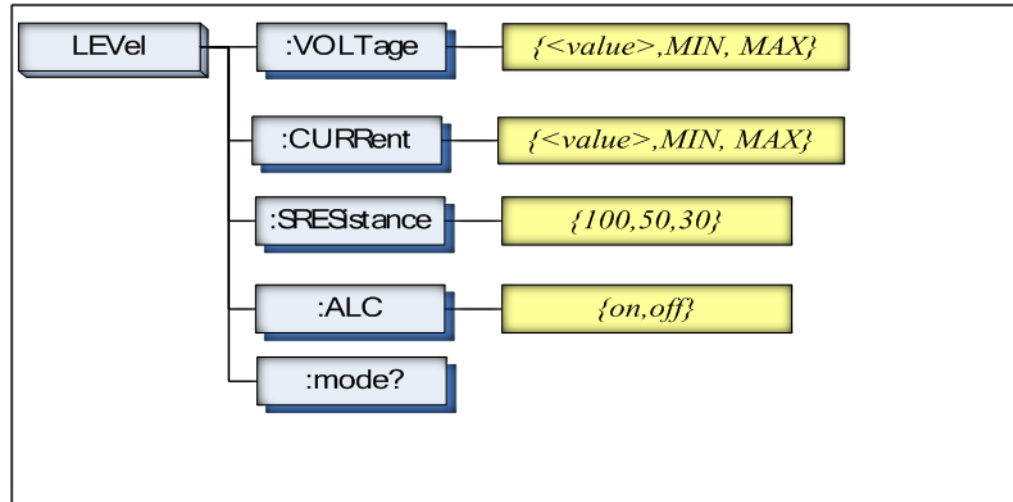 LEVel
:VOLTage {<value>,MIN, MAX}
:CURRent {<value>,MIN, MAX}
:SRESistance {100,50,30}
:ALC {on,off}
:mode?